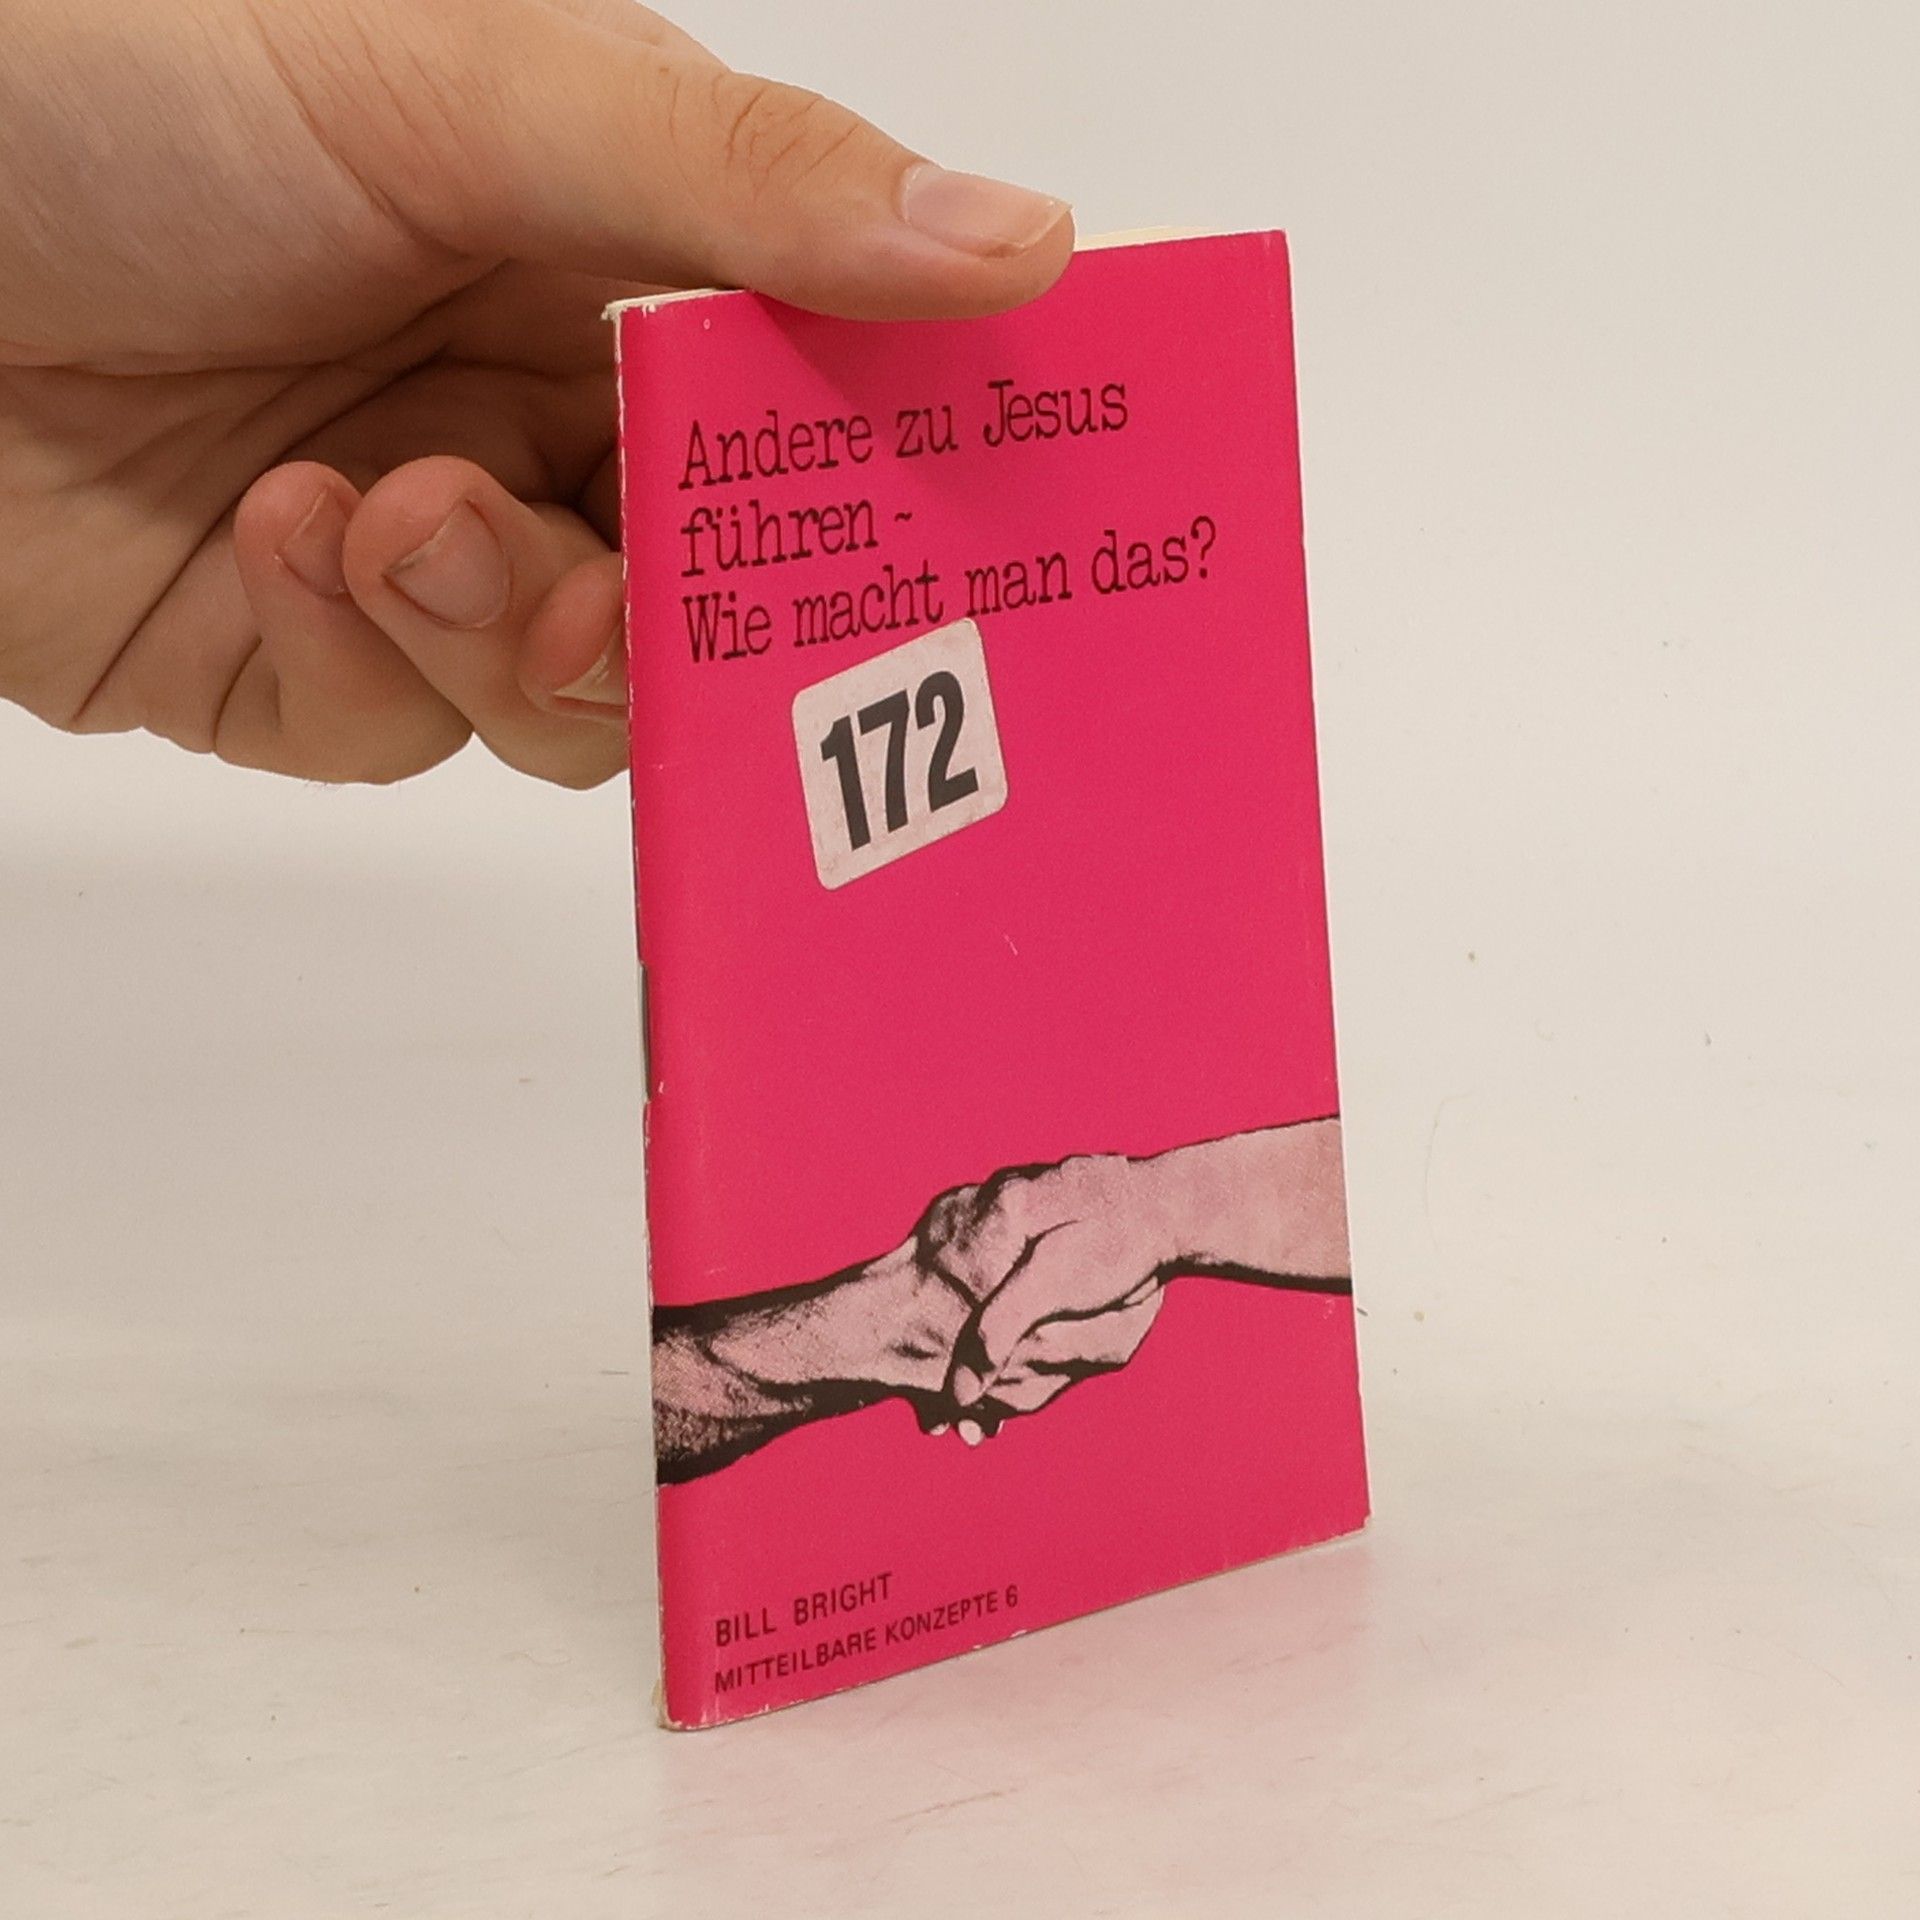 Andere zu Jesus
führen ~
Wie macht man das?
172
BILL BRIGHT
MITTEILBARE KONZEPTE 6